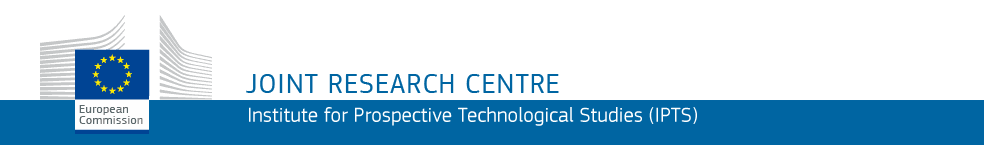 JOINT RESEARCH CENTRE
European
Commission
Institute for Prospective Technological Studies (IPTS)